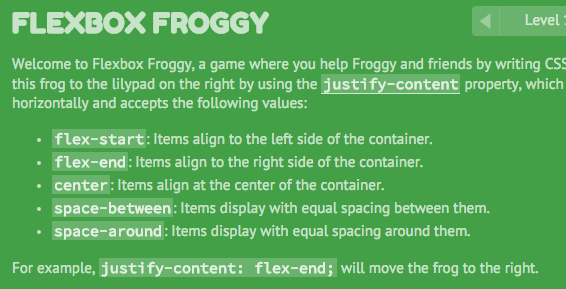 FLEXBOX FROGGY
Level 1
Welcome to Flexbox Froggy, a game where you help Froggy and friends by writing CSS
this frog to the lilypad on the right by using the justify-content property, which
horizontally and accepts the following values:
• flex-start: Items align to the left side of the container.
• flex-end: Items align to the right side of the container.
• center: Items align at the center of the container.
• space-between: Items display with equal spacing between them.
• space-around: Items display with equal spacing around them.
For example, justify-content: flex-end; will move the frog to the right.